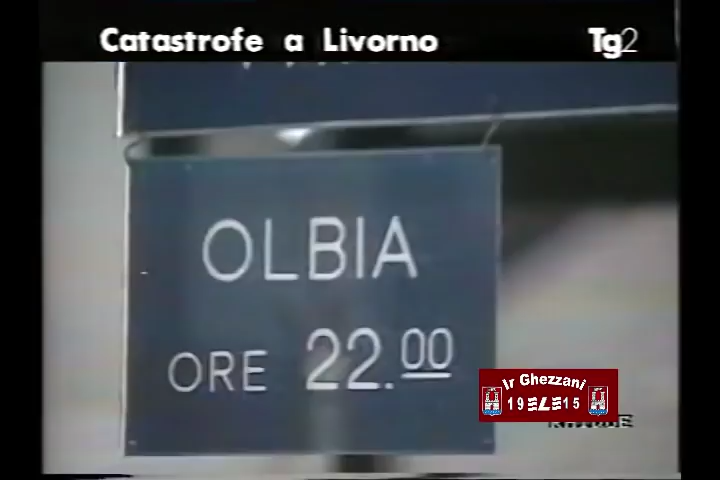 Catastrofe a Livorno
Tg2
OLBIA
ORE 22.00
Ir Ghezzani
19 15